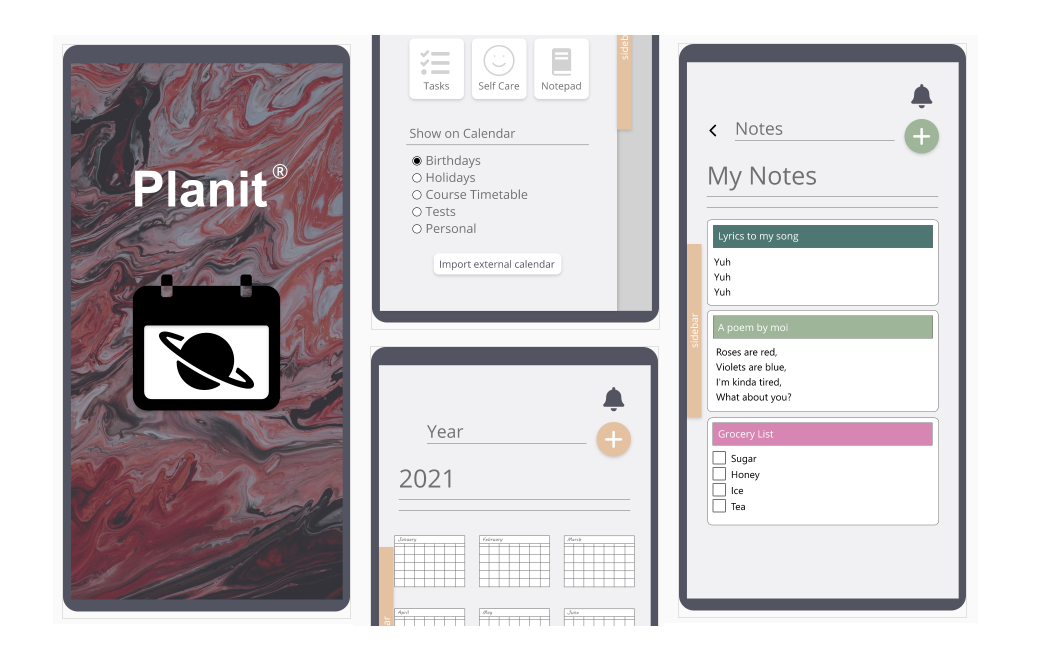 Planit®
Tasks
Self Care
Notepad
sidebar
Show on Calendar
Birthdays
Holidays
Course Timetable
Tests
Personal
Import external calendar
Year
2021
January
February
March
April
May
June
Notes
My Notes
sidebar
Lyrics to my song
Yuh
Yuh
Yuh
A poem by moi
Roses are red,
Violets are blue,
I'm kinda tired,
What about you?
Grocery List
Sugar
Honey
Ice
Tea